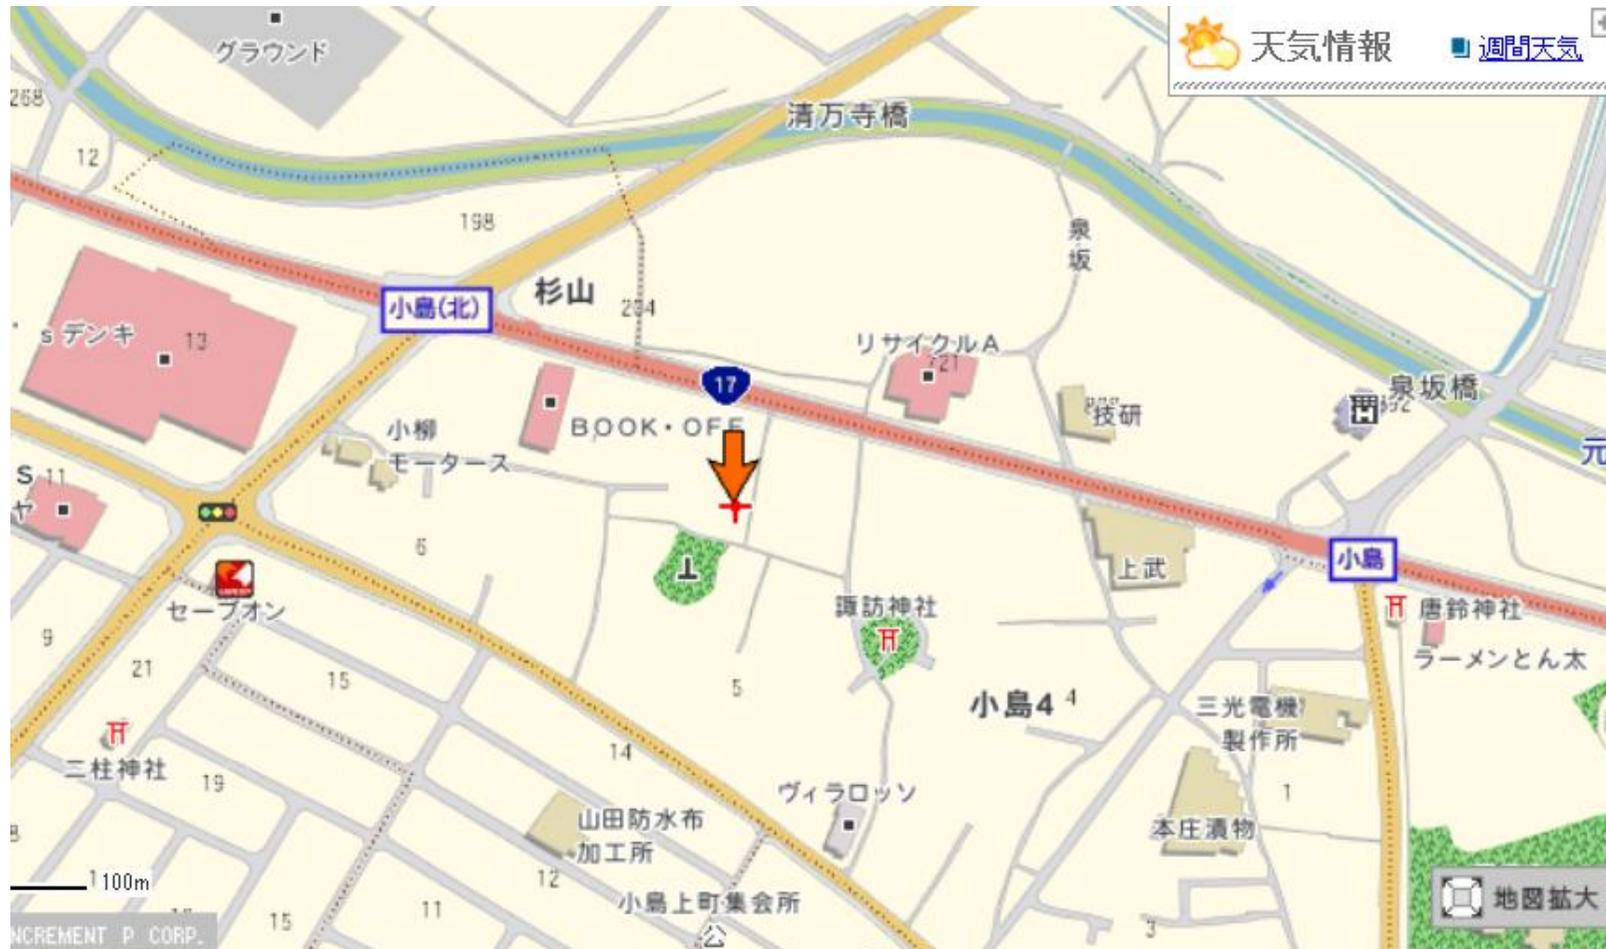 天気情報
週間天気
グラウンド
268
清万寺橋
12
198
泉坂
杉山
小島(北)
204
sデンキ
13
リサイクルA
21
17
泉坂橋
技研
小柳
モータース
BOOK・OFF
元
S
11
ヤ
6
小島
上武
セーブオン
9
諏訪神社
唐鈴神社
ラーメンとん太
21
15
5
小島4
4
三光電機
製作所
三柱神社
19
14
ヴィラロッソ
1
山田防水布
加工所
本庄漬物
100m
12
小島上町集会所
地図拡大
15
11
3
公
INCREMENT P CORP.